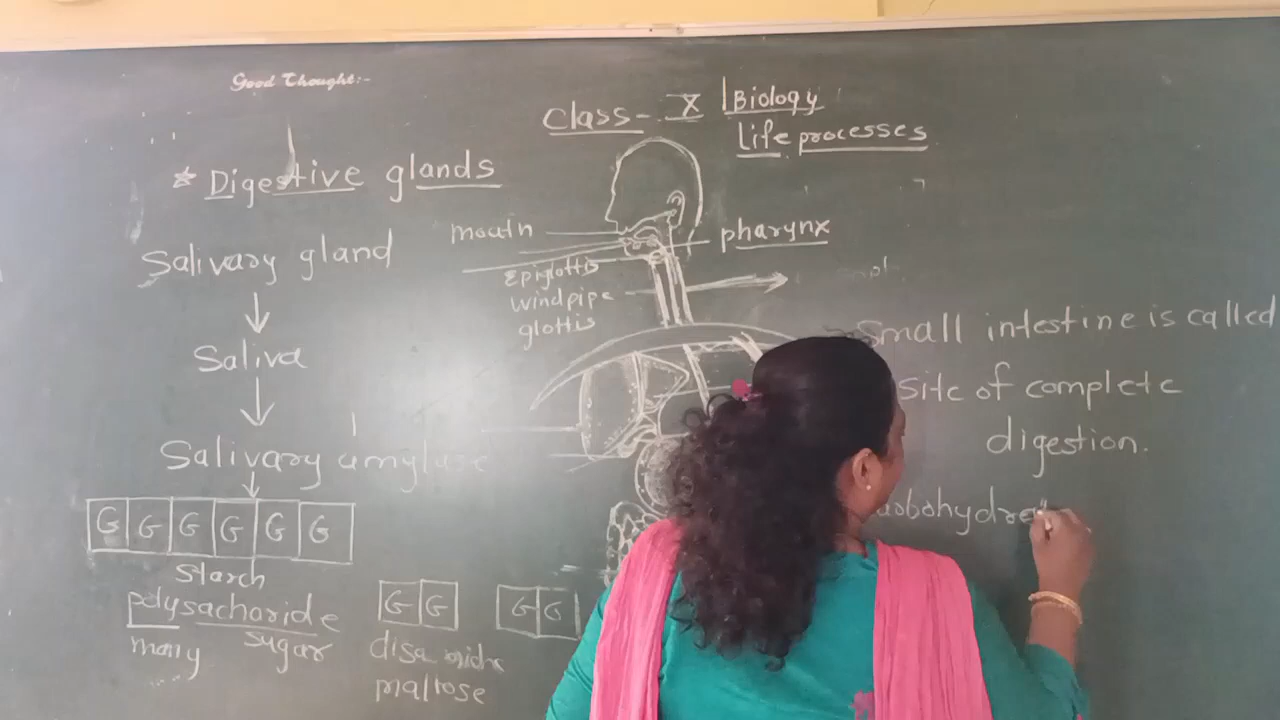 Good Thought:-
Class- X Biology
Life processes
* Digestive glands
Salivary gland
Saliva
Salivary amylase
G G G G G G
starch
polysacharide
many sugar
G G
G G
maltose
mouth
pharynx
Epiglottis
windpipe
glottis
Small intestine is called
site of complete
digestion.